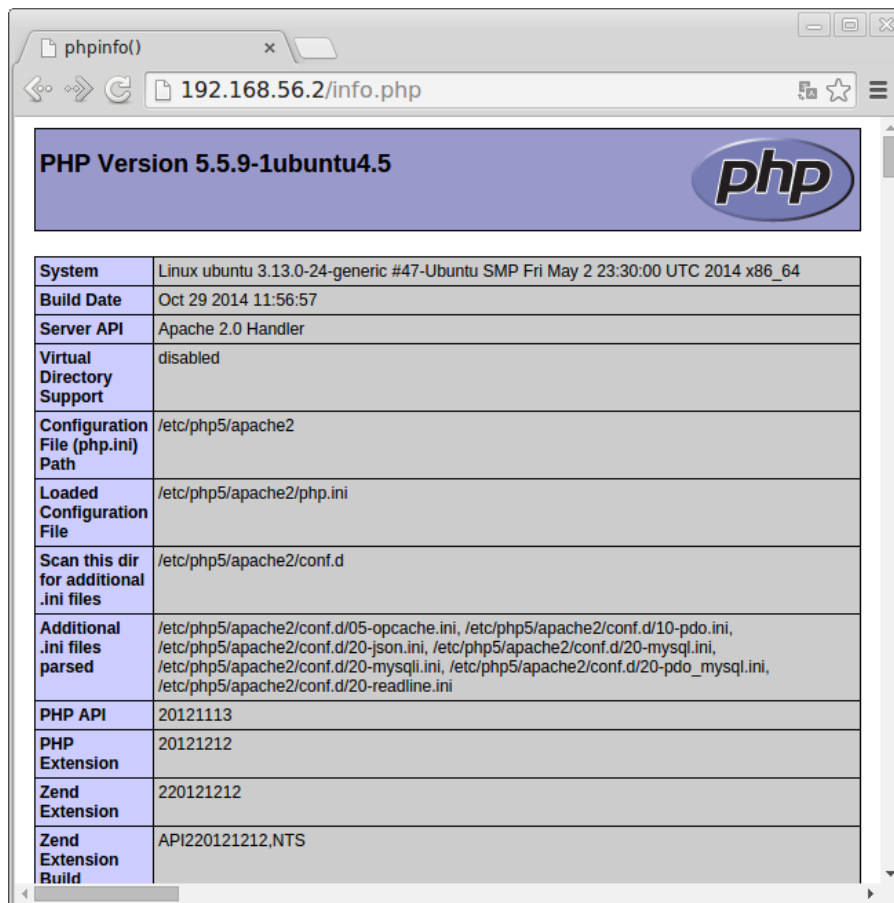 phpinfo()
192.168.56.2/info.php
PHP Version 5.5.9-1ubuntu4.5
php
System Linux ubuntu 3.13.0-24-generic #47-Ubuntu SMP Fri May 2 23:30:00 UTC 2014 x86_64
Build Date Oct 29 2014 11:56:57
Server API Apache 2.0 Handler
Virtual disabled
Directory
Support
Configuration /etc/php5/apache2
File (php.ini)
Path
Loaded /etc/php5/apache2/php.ini
Configuration
File
Scan this dir /etc/php5/apache2/conf.d
for additional
.ini files
Additional /etc/php5/apache2/conf.d/05-opcache.ini, /etc/php5/apache2/conf.d/10-pdo.ini,
.ini files /etc/php5/apache2/conf.d/20-json.ini, /etc/php5/apache2/conf.d/20-mysql.ini,
parsed /etc/php5/apache2/conf.d/20-mysqli.ini, /etc/php5/apache2/conf.d/20-pdo_mysql.ini,
/etc/php5/apache2/conf.d/20-readline.ini
PHP API 20121113
PHP 20121212
Extension
Zend 220121212
Extension
Zend API220121212,NTS
Extension
Build